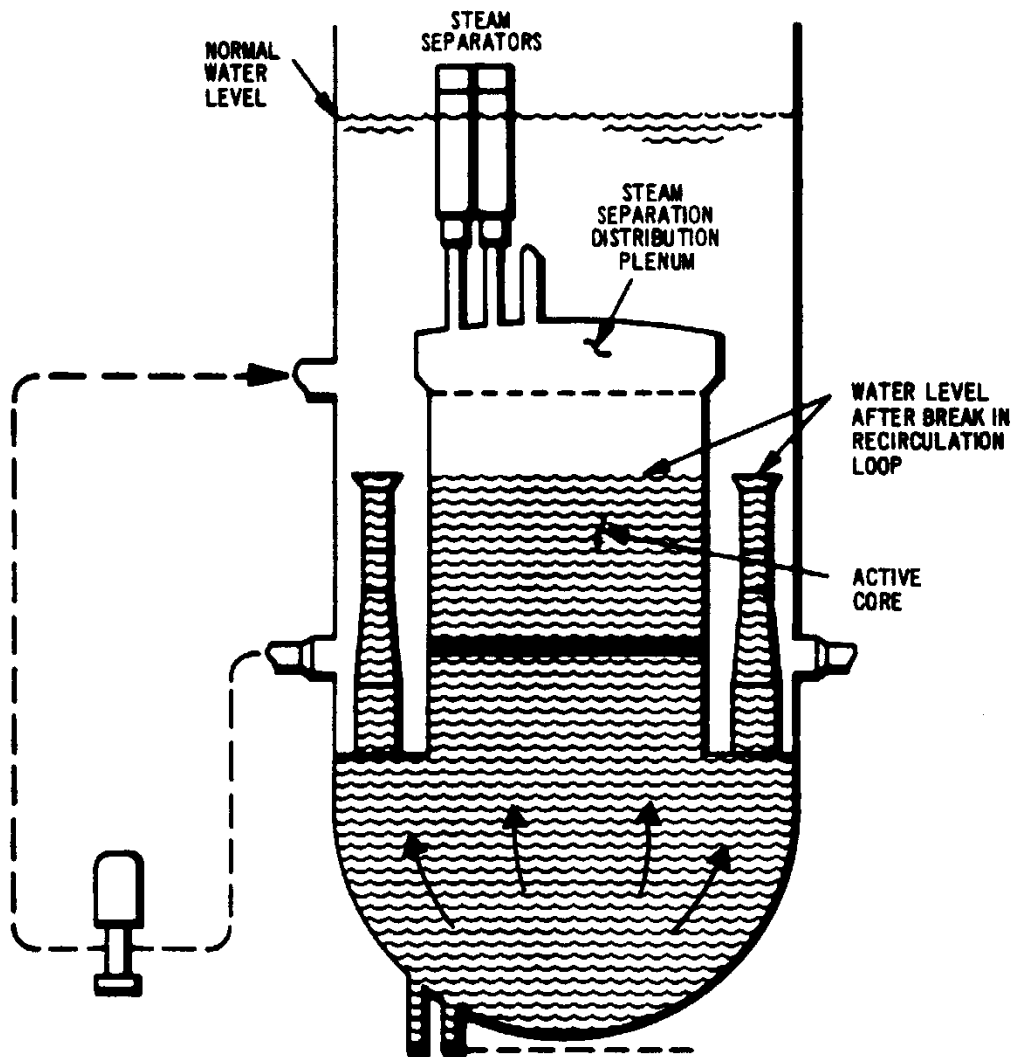 STEAM
SEPARATORS
NORMAL
WATER
LEVEL
STEAM
SEPARATION
DISTRIBUTION
PLENUM
WATER LEVEL
AFTER BREAK IN
RECIRCULATION
LOOP
ACTIVE
CORE